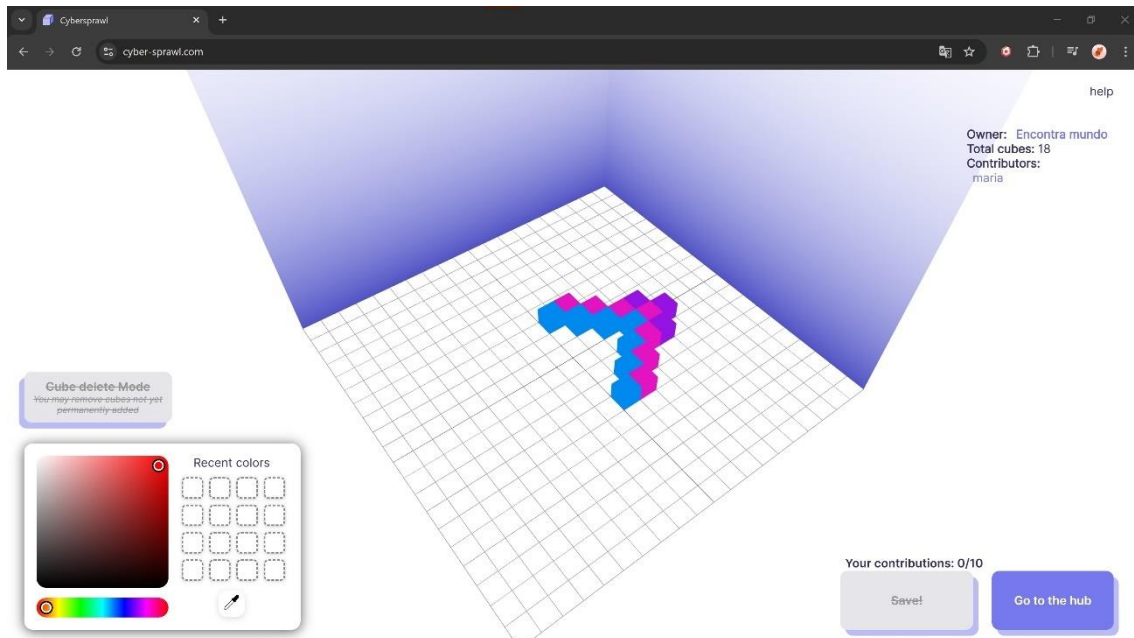 Cybersprawl
cyber-sprawl.com
help
Owner: Encontra mundo
Total cubes: 18
Contributors:
maria
Cube delete Mode
You may remove cubes not yet
permanently added
Recent colors
Your contributions: 0/10
Save!
Go to the hub